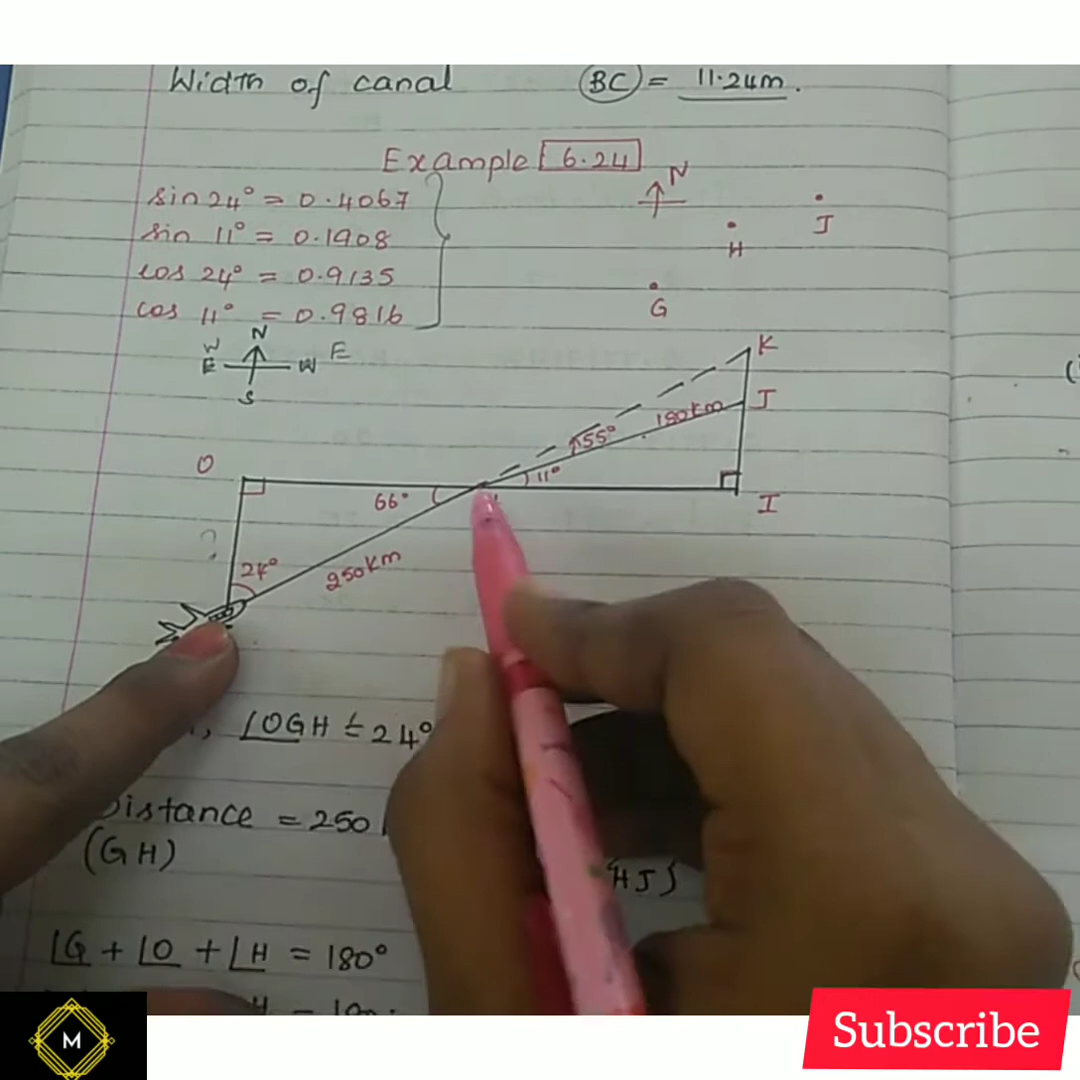 Width of canal (BC) = 11.24m.
Example 6.24
sin 24° = 0.4067
sin 11° = 0.1908
cos 24° = 0.9135
cos 11° = 0.9816
N
J
H
G
N
W E
E W
S
K
J
180km
55°
11°
O
66°
I
250km
24°
∠OGH = 24°
Distance = 250
(GH)
HJ)
∠G + ∠O + ∠H = 180°
M
Subscribe